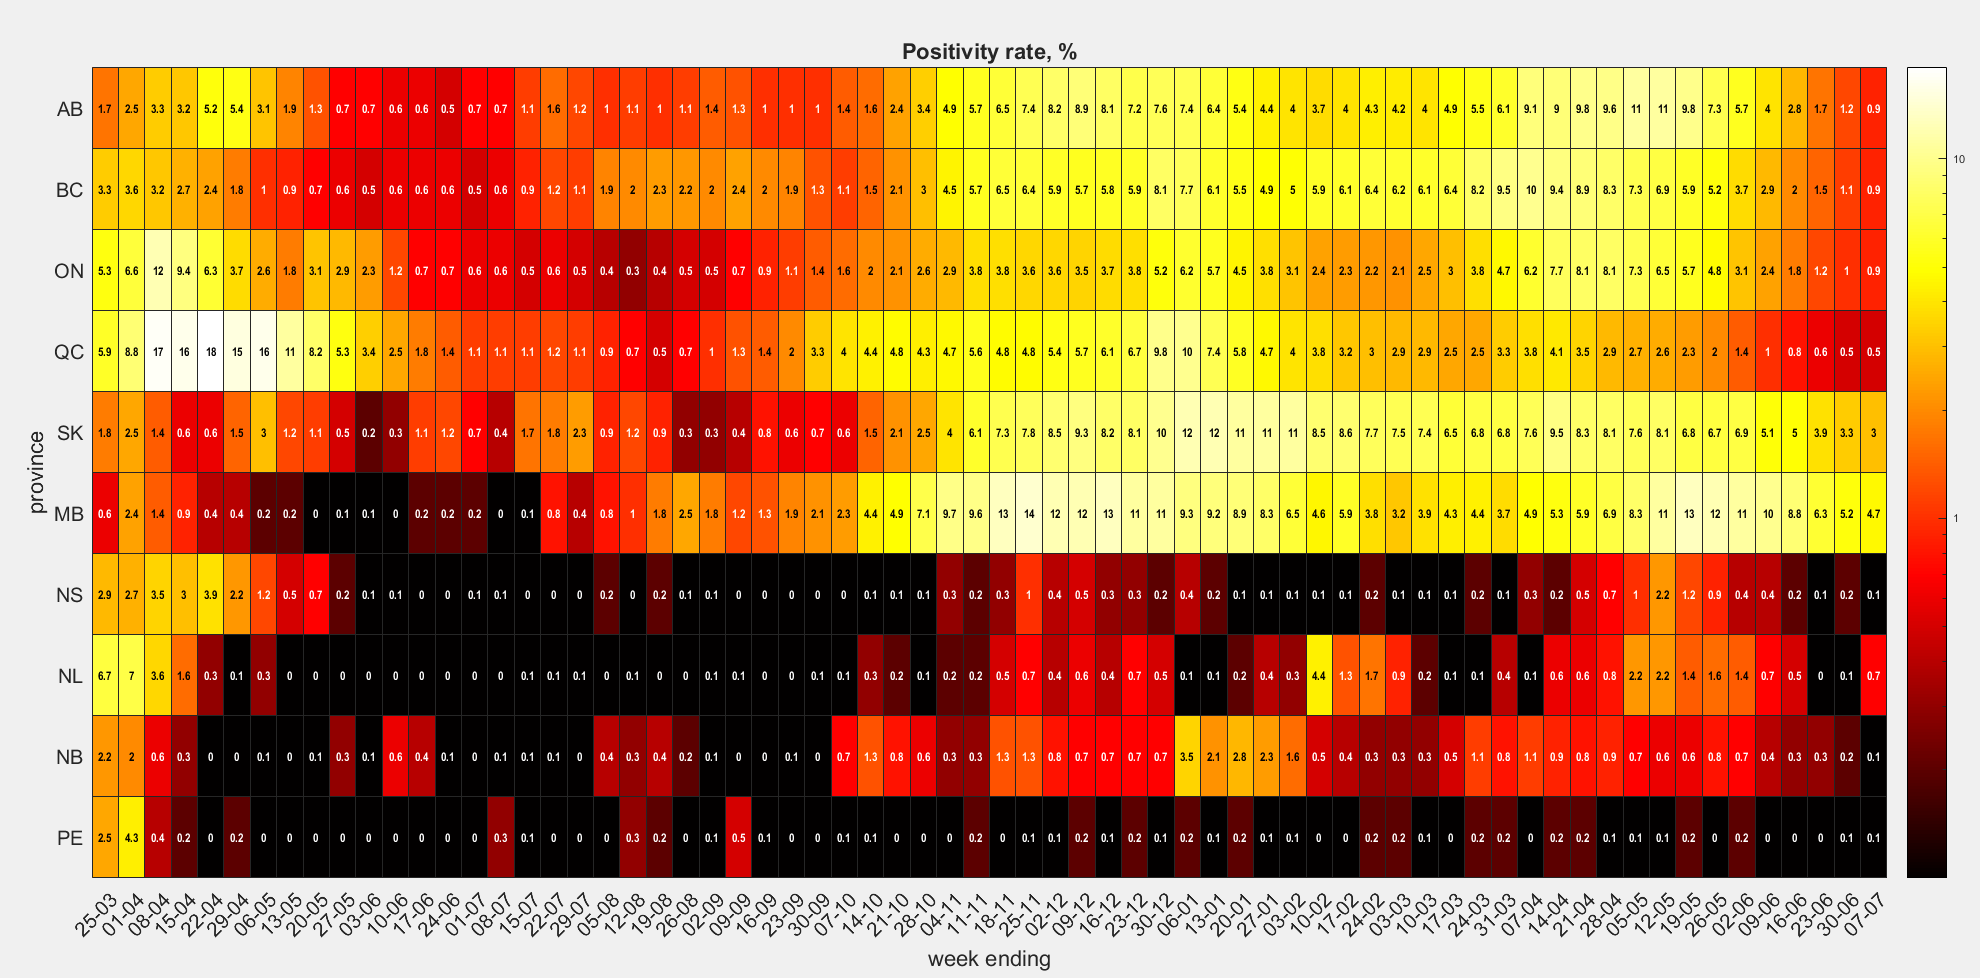 Positivity rate, %
AB 1.7 2.5 3.3 3.2 5.2 5.4 3.1 1.9 1.3 0.7 0.7 0.6 0.6 0.5 0.7 0.7 1.1 1.6 1.2 1 1.1 1 1.1 1.4 1.3 1 1 1 1.4 1.6 2.4 3.4 4.9 5.7 6.5 7.4 8.2 8.9 8.1 7.2 7.6 7.4 6.4 5.4 4.4 4 3.7 4 4.3 4.2 4 4.9 5.5 6.1 9.1 9 9.8 9.6 11 11 9.8 7.3 5.7 4 2.8 1.7 1.2 0.9
10
BC 3.3 3.6 3.2 2.7 2.4 1.8 1 0.9 0.7 0.6 0.5 0.6 0.6 0.6 0.5 0.6 0.9 1.2 1.1 1.9 2 2.3 2.2 2 2.4 2 1.9 1.3 1.1 1.5 2.1 3 4.5 5.7 6.5 6.4 5.9 5.7 5.8 5.9 8.1 7.7 6.1 5.5 4.9 5 5.9 6.1 6.4 6.2 6.1 6.4 8.2 9.5 10 9.4 8.9 8.3 7.3 6.9 5.9 5.2 3.7 2.9 2 1.5 1.1 0.9
ON 5.3 6.6 12 9.4 6.3 3.7 2.6 1.8 3.1 2.9 2.3 1.2 0.7 0.7 0.6 0.6 0.5 0.6 0.5 0.4 0.3 0.4 0.5 0.5 0.7 0.9 1.1 1.4 1.6 2 2.1 2.6 2.9 3.8 3.8 3.6 3.6 3.5 3.7 3.8 5.2 6.2 5.7 4.5 3.8 3.1 2.4 2.3 2.2 2.1 2.5 3 3.8 4.7 6.2 7.7 8.1 8.1 7.3 6.5 5.7 4.8 3.1 2.4 1.8 1.2 1 0.9
QC 5.9 8.8 17 16 18 15 16 11 8.2 5.3 3.4 2.5 1.8 1.4 1.1 1.1 1.1 1.2 1.1 0.9 0.7 0.5 0.7 1 1.3 1.4 2 3.3 4 4.4 4.8 4.3 4.7 5.6 4.8 4.8 5.4 5.7 6.1 6.7 9.8 10 7.4 5.8 4.7 4 3.8 3.2 3 2.9 2.9 2.5 2.5 3.3 3.8 4.1 3.5 2.9 2.7 2.6 2.3 2 1.4 1 0.8 0.6 0.5 0.5
SK 1.8 2.5 1.4 0.6 0.6 1.5 3 1.2 1.1 0.5 0.2 0.3 1.1 1.2 0.7 0.4 1.7 1.8 2.3 0.9 1.2 0.9 0.3 0.3 0.4 0.8 0.6 0.7 0.6 1.5 2.1 2.5 4 6.1 7.3 7.8 8.5 9.3 8.2 8.1 10 12 12 11 11 11 8.5 8.6 7.7 7.5 7.4 6.5 6.8 6.8 7.6 9.5 8.3 8.1 7.6 8.1 6.8 6.7 6.9 5.1 5 3.9 3.3 3
province
MB 0.6 2.4 1.4 0.9 0.4 0.4 0.2 0.2 0 0.1 0.1 0 0.2 0.2 0.2 0 0.1 0.8 0.4 0.8 1 1.8 2.5 1.8 1.2 1.3 1.9 2.1 2.3 4.4 4.9 7.1 9.7 9.6 13 14 12 12 13 11 11 9.3 9.2 8.9 8.3 6.5 4.6 5.9 3.8 3.2 3.9 4.3 4.4 3.7 4.9 5.3 5.9 6.9 8.3 11 13 12 11 10 8.8 6.3 5.2 4.7
1
NS 2.9 2.7 3.5 3 3.9 2.2 1.2 0.5 0.7 0.2 0.1 0.1 0 0 0.1 0.1 0 0 0 0.2 0 0.2 0.1 0.1 0 0 0 0 0 0.1 0.1 0.1 0.3 0.2 0.3 1 0.4 0.5 0.3 0.3 0.2 0.4 0.2 0.1 0.1 0.1 0.1 0.1 0.2 0.1 0.1 0.1 0.2 0.1 0.3 0.2 0.5 0.7 1 2.2 1.2 0.9 0.4 0.4 0.2 0.1 0.2 0.1
NL 6.7 7 3.6 1.6 0.3 0.1 0.3 0 0 0 0 0 0 0 0 0 0.1 0.1 0.1 0 0.1 0 0 0.1 0.1 0 0 0.1 0.1 0.3 0.2 0.1 0.2 0.2 0.5 0.7 0.4 0.6 0.4 0.7 0.5 0.1 0.1 0.2 0.4 0.3 4.4 1.3 1.7 0.9 0.2 0.1 0.1 0.4 0.1 0.6 0.6 0.8 2.2 2.2 1.4 1.6 1.4 0.7 0.5 0 0.1 0.7
NB 2.2 2 0.6 0.3 0 0 0.1 0 0.1 0.3 0.1 0.6 0.4 0.1 0 0.1 0.1 0.1 0 0.4 0.3 0.4 0.2 0.1 0 0 0.1 0 0.7 1.3 0.8 0.6 0.3 0.3 1.3 1.3 0.8 0.7 0.7 0.7 0.7 3.5 2.1 2.8 2.3 1.6 0.5 0.4 0.3 0.3 0.3 0.5 1.1 0.8 1.1 0.9 0.8 0.9 0.7 0.6 0.6 0.8 0.7 0.4 0.3 0.3 0.2 0.1
PE 2.5 4.3 0.4 0.2 0 0.2 0 0 0 0 0 0 0 0 0 0.3 0.1 0 0 0 0.3 0.2 0 0.1 0.5 0.1 0 0 0.1 0.1 0 0 0 0.2 0 0.1 0.1 0.2 0.1 0.2 0.1 0.2 0.1 0.2 0.1 0.1 0 0 0.2 0.2 0.1 0 0.2 0.2 0 0.2 0.2 0.1 0.1 0.1 0.2 0 0.2 0 0 0 0.1 0.1
25-03 01-04 08-04 15-04 22-04 29-04 06-05 13-05 20-05 27-05 03-06 10-06 17-06 24-06 01-07 08-07 15-07 22-07 29-07 05-08 12-08 19-08 26-08 02-09 09-09 16-09 23-09 30-09 07-10 14-10 21-10 28-10 04-11 11-11 18-11 25-11 02-12 09-12 16-12 23-12 30-12 06-01 13-01 20-01 27-01 03-02 10-02 17-02 24-02 03-03 10-03 17-03 24-03 31-03 07-04 14-04 21-04 28-04 05-05 12-05 19-05 26-05 02-06 09-06 16-06 23-06 30-06 07-07
week ending